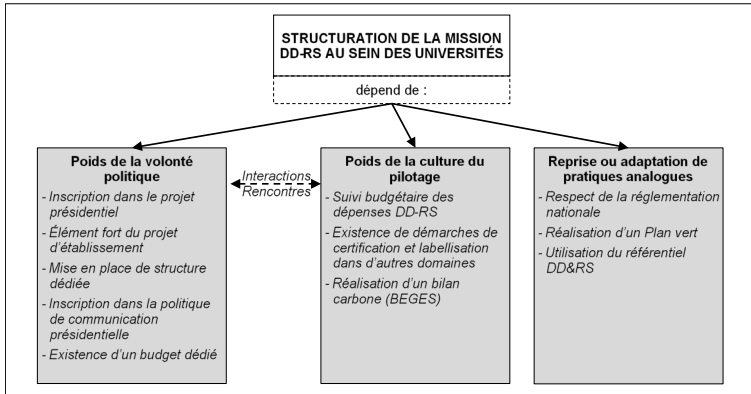 STRUCTURATION DE LA MISSION
DD-RS AU SEIN DES UNIVERSITÉS
dépend de :
Poids de la volonté
politique
- Inscription dans le projet
présidentiel
- Élément fort du projet
d'établissement
- Mise en place de structure
dédiée
- Inscription dans la politique
de communication
présidentielle
- Existence d'un budget dédié
Interactions
Rencontres
Poids de la culture du
pilotage
- Suivi budgétaire des
dépenses DD-RS
- Existence de démarches de
certification et labellisation
dans d'autres domaines
- Réalisation d'un bilan
carbone (BEGES)
Reprise ou adaptation de
pratiques analogues
- Respect de la réglementation
nationale
- Réalisation d'un Plan vert
- Utilisation du référentiel
DD&RS